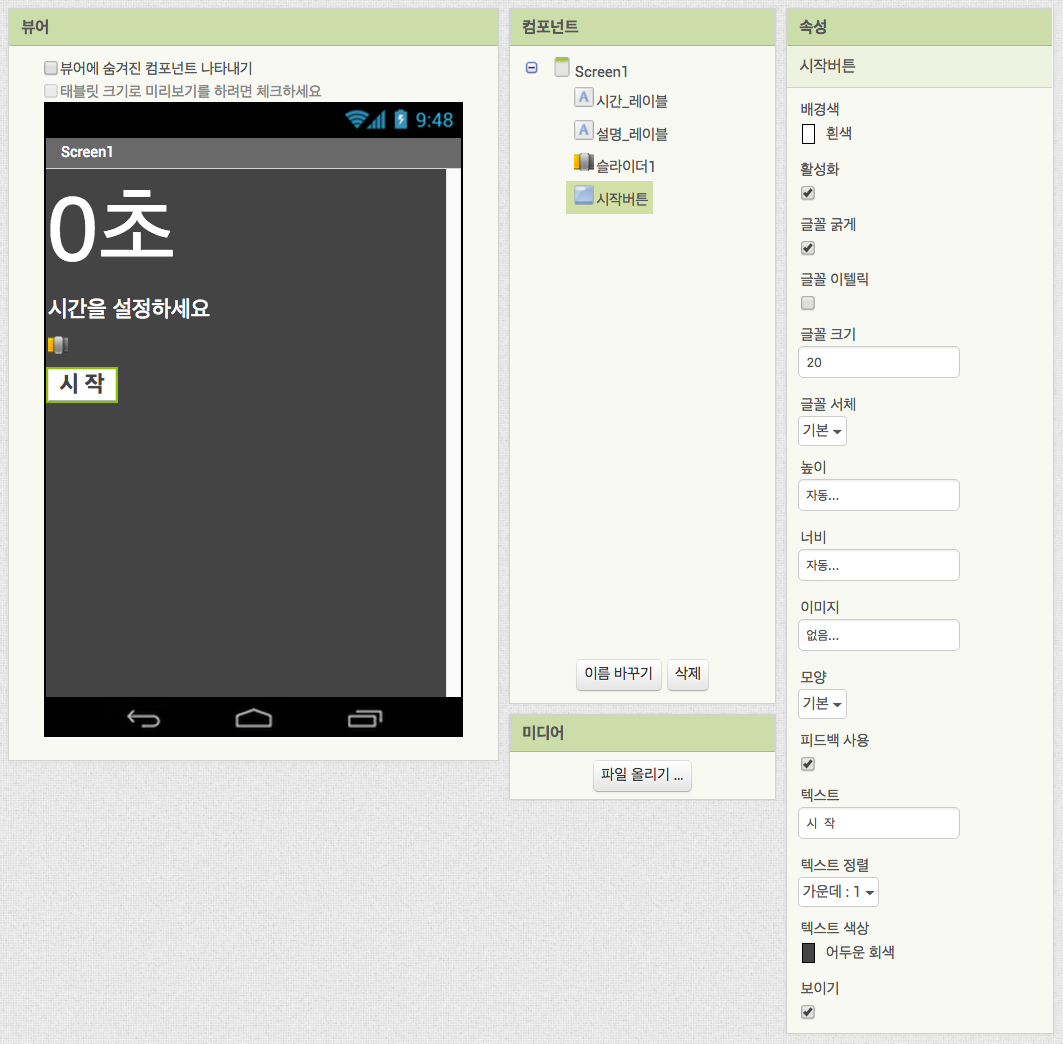 뷰어
뷰어에 숨겨진 컴포넌트 나타내기
태블릿 크기로 미리보기를 하려면 체크하세요
9:48
Screen1
0초
시간을 설정하세요
시 작
컴포넌트
Screen1
A 시간_레이블
A 설명_레이블
슬라이더1
시작버튼
이름 바꾸기 삭제
미디어
파일 올리기 ...
속성
시작버튼
배경색
흰색
활성화
글꼴 굵게
글꼴 이텔릭
글꼴 크기
20
글꼴 서체
기본
높이
자동...
너비
자동...
이미지
없음...
모양
기본
피드백 사용
텍스트
시 작
텍스트 정렬
가운데 : 1
텍스트 색상
어두운 회색
보이기